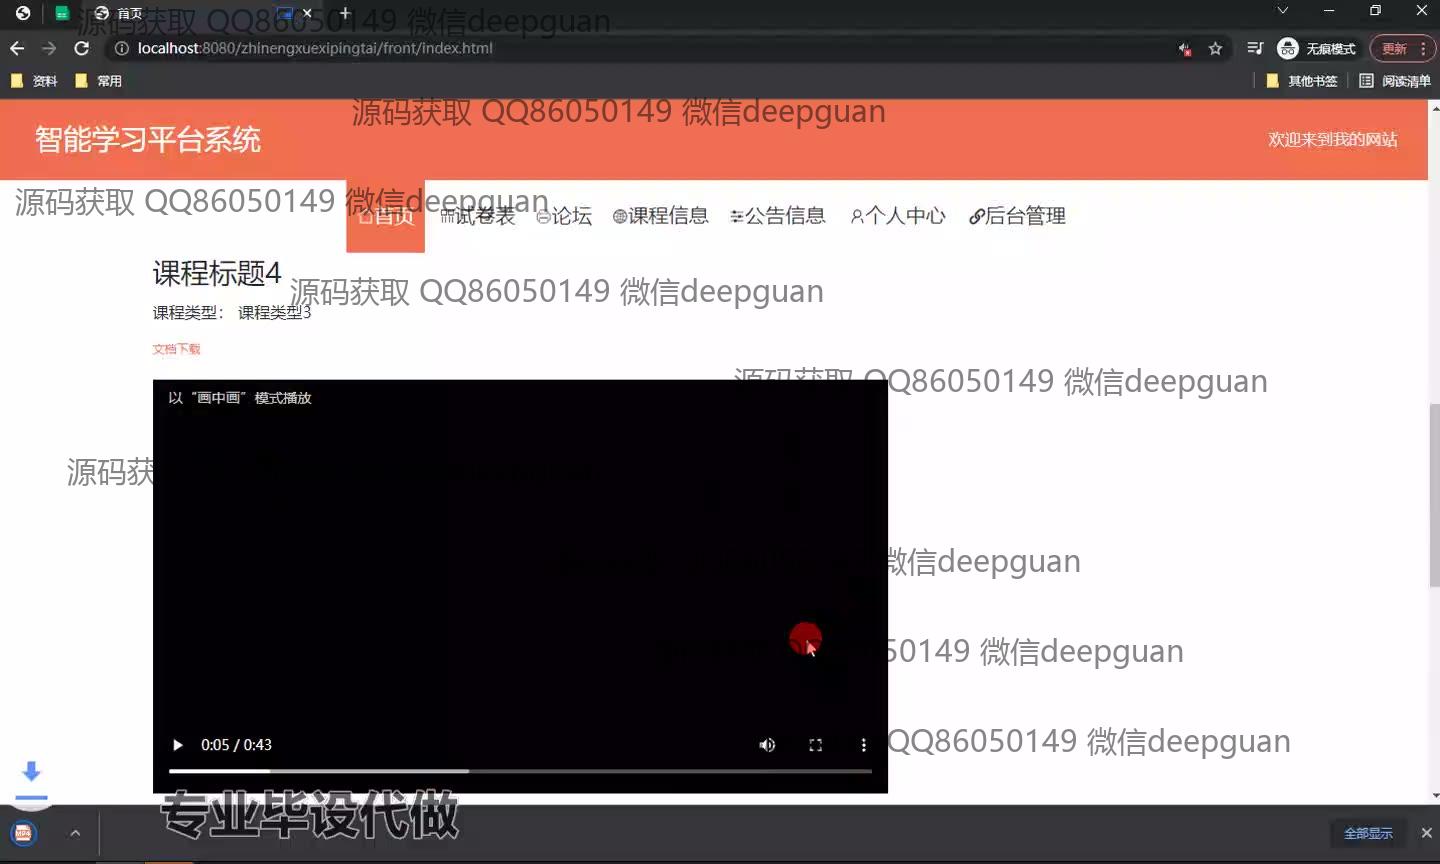 首页
源码获取 QQ86050149 微信deepguan
localhost:8080/zhinengxuexipingtai/front/index.html
无痕模式
更新
资料
常用
其他书签
阅读清单
源码获取 QQ86050149 微信deepguan
智能学习平台系统
欢迎来到我的网站
源码获取 QQ86050149 微信deepguan
首页
试卷表
论坛
课程信息
公告信息
个人中心
后台管理
课程标题4
源码获取 QQ86050149 微信deepguan
课程类型： 课程类型3
文档下载
源码获取 QQ86050149 微信deepguan
以“画中画”模式播放
源码获
微信deepguan
50149 微信deepguan
0:05 / 0:43
QQ86050149 微信deepguan
专业毕设代做
MP4
全部显示